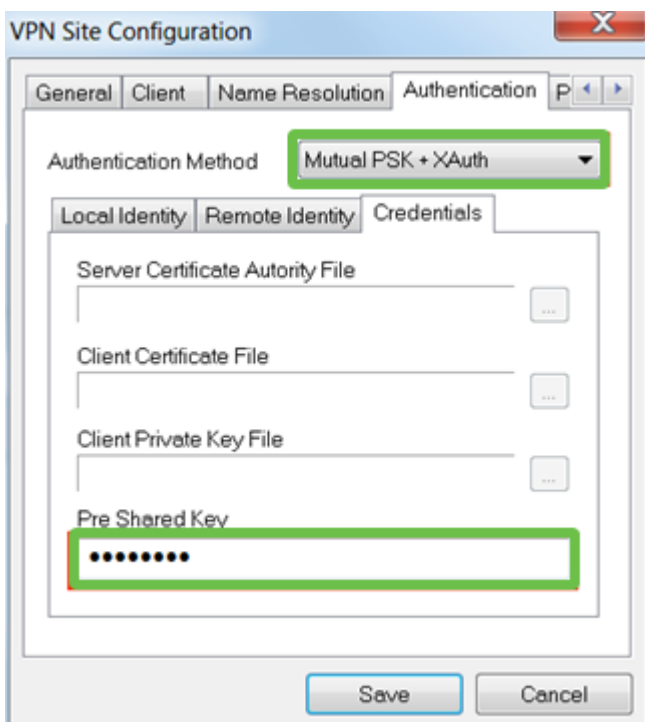 VPN Site Configuration
General Client Name Resolution Authentication P
Authentication Method Mutual PSK + XAuth
Local Identity Remote Identity Credentials
Server Certificate Autority File
...
Client Certificate File
...
Client Private Key File
...
Pre Shared Key
••••••••
Save Cancel